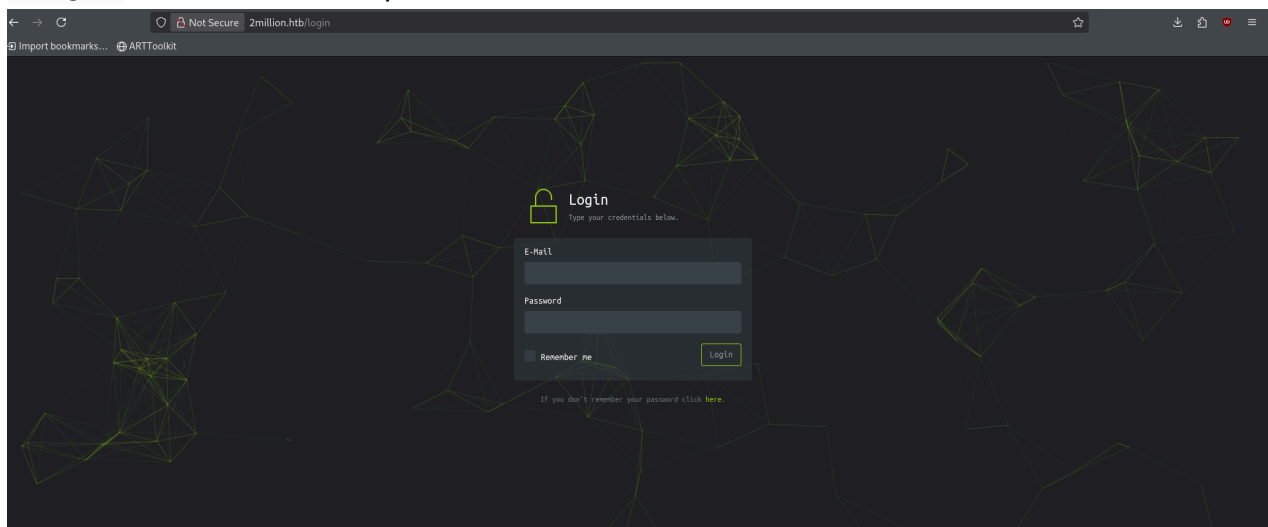 Not Secure 2million.htb/login
Import bookmarks... ARTToolkit
Login
Type your credentials below.
E-Mail
Password
Remember me
Login
If you don't remember your password click here.